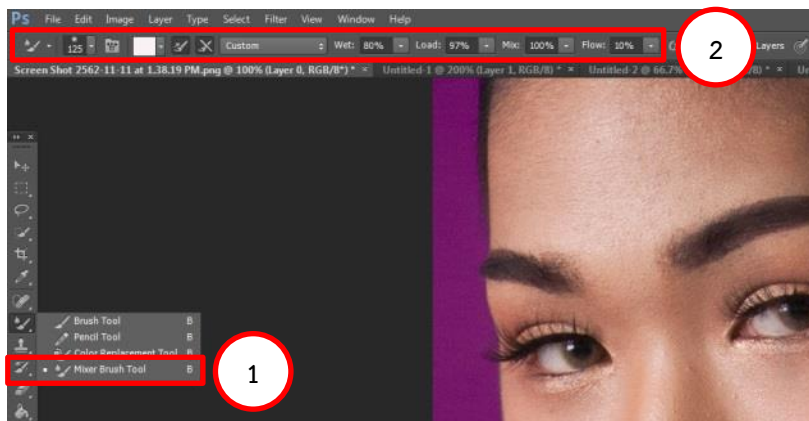 Ps File Edit Image Layer Type Select Filter View Window Help
125 Custom Wet: 80% Load: 97% Mix: 100% Flow: 10% 2 Layers
Screen Shot 2562-11-11 at 1.38.19 PM.png @ 100% (Layer 0, RGB/8*) * × Untitled-1 @ 200% (Layer 1, RGB/8) * × Untitled-2 @ 66.7% /8) * ×
Brush Tool B
Pencil Tool B
Color Replacement Tool B
Mixer Brush Tool B
1